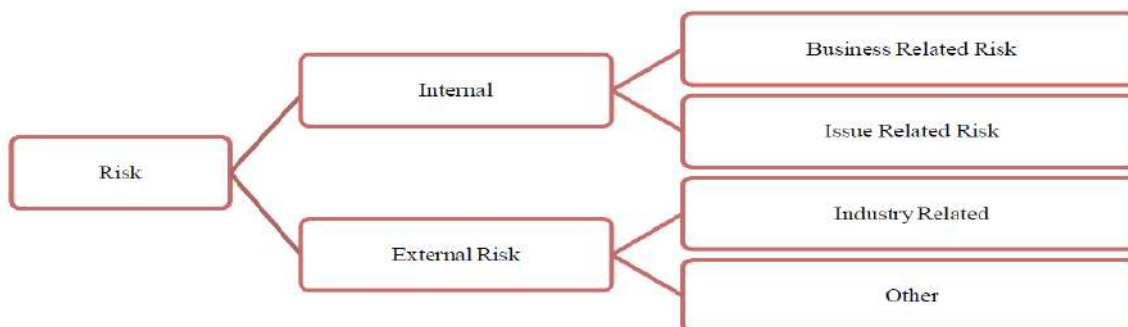 Business Related Risk
Internal
Issue Related Risk
Risk
Industry Related
External Risk
Other